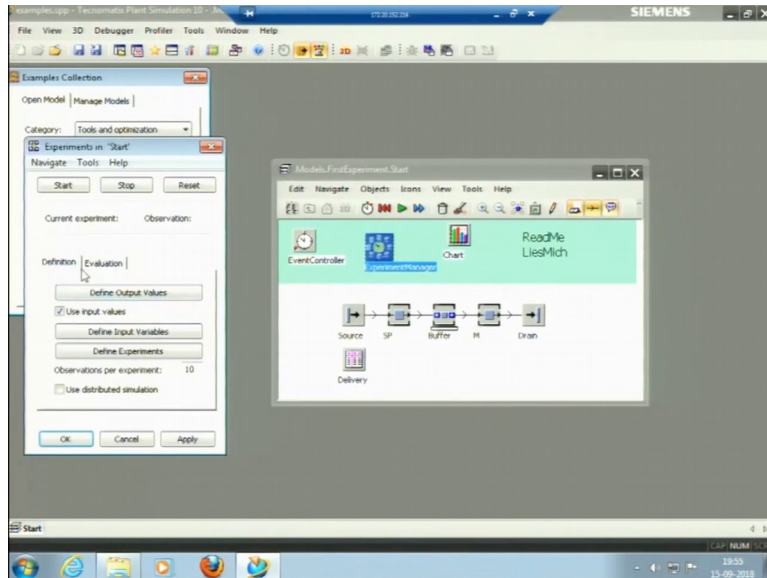 examples.spp - Tecnomatix Plant Simulation 10 -
172.20.152.216
SIEMENS
File View 3D Debugger Profiler Tools Window Help
Examples Collection
Open Model Manage Models
Category: Tools and optimization
Experiments in 'Start'
Navigate Tools Help
Start Stop Reset
Current experiment: Observation:
Definition Evaluation
Define Output Values
Use input values
Define Input Variables
Define Experiments
Observations per experiment: 10
Use distributed simulation
OK Cancel Apply
Models.FirstExperiment.Start
Edit Navigate Objects Icons View Tools Help
EventController
ExperimentManager
Chart
ReadMe
LiesMich
Source SP Buffer M Drain
Delivery
Start
CAP NUM
19:55
15-09-2018